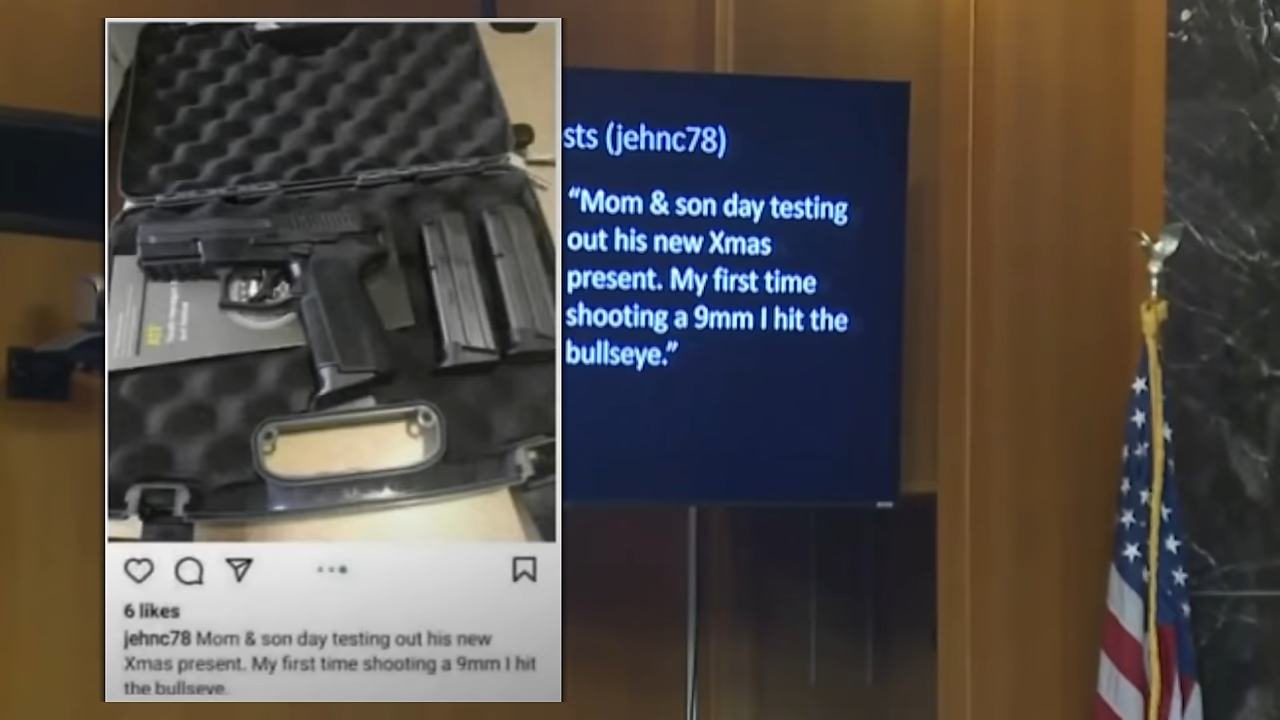 sts (jehnc78)
“Mom & son day testing
out his new Xmas
present. My first time
shooting a 9mm I hit the
bullseye.”
6 likes
jehnc78 Mom & son day testing out his new
Xmas present. My first time shooting a 9mm I hit
the bullseye.